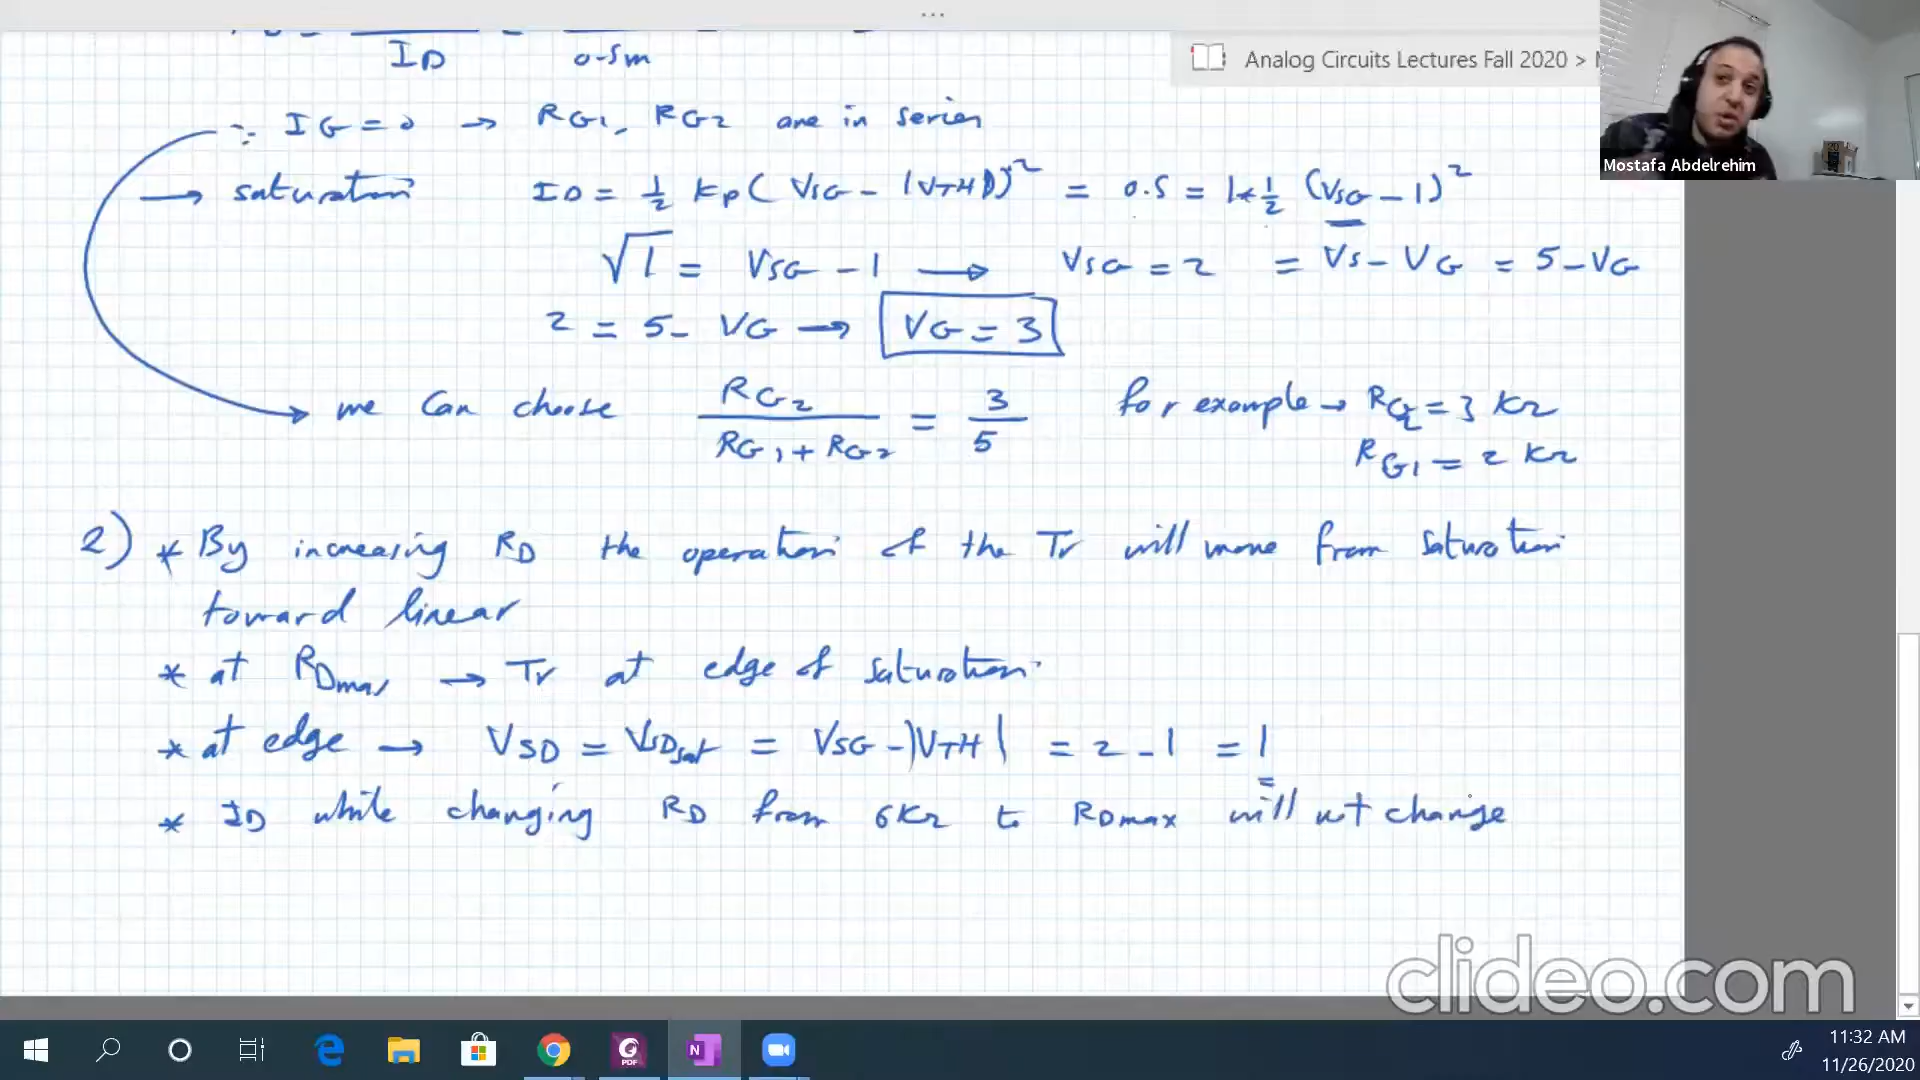 ...
ID 0.5m
Analog Circuits Lectures Fall 2020 >
Mostafa Abdelrehim
∵ IG = 0 → RG1, RG2 are in series
→ saturation ID = 1/2 Kp (VSG - |VTH|)^2 = 0.5 = 1*1/2 (VSG - 1)^2
√1 = VSG - 1 → VSG = 2 = VS - VG = 5 - VG
2 = 5 - VG → VG = 3
we can choose RG2 / (RG1 + RG2) = 3/5 for example → RG2 = 3 KΩ
RG1 = 2 KΩ
2) * By increasing RD the operation of the Tr will move from saturation
toward linear
* at RDmax → Tr at edge of saturation
* at edge → VSD = VSDsat = VSG - |VTH| = 2 - 1 = 1
* ID while changing RD from 6KΩ to RDmax will not change
clideo.com
PDF
N
11:32 AM
11/26/2020